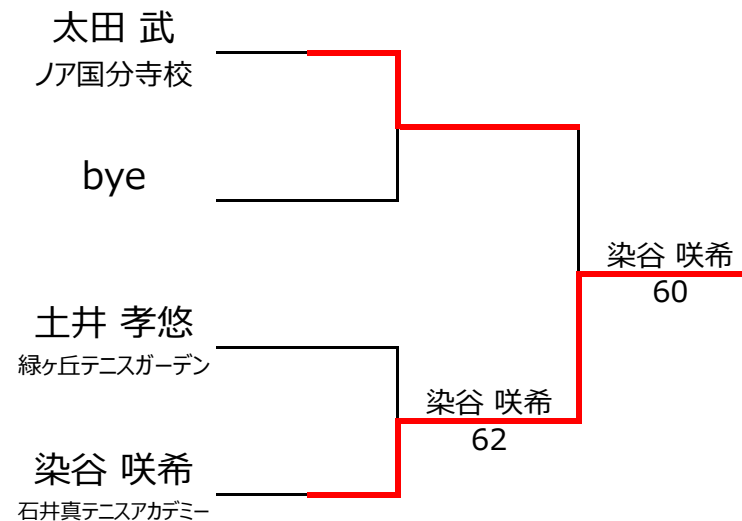 太田 武
ノア国分寺校
bye
土井 孝悠
緑ヶ丘テニスガーデン
染谷 咲希
石井真テニスアカデミー
染谷 咲希
62
染谷 咲希
60